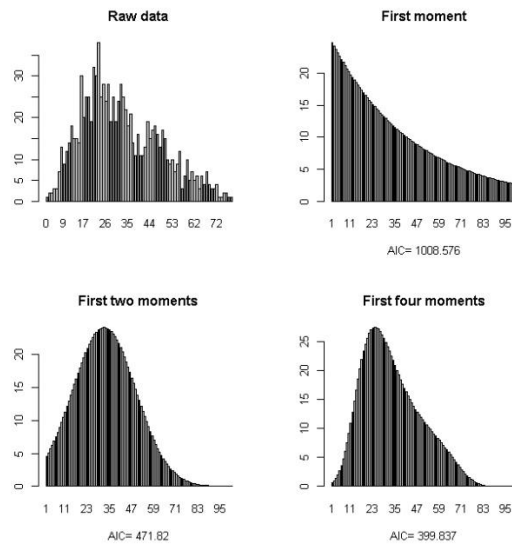 Raw data
30
20
10
5
0
0 9 17 26 35 44 53 62 72
First moment
20
15
10
5
0
1 11 23 35 47 59 71 83 95
AIC= 1008.576
First two moments
20
15
10
5
0
1 11 23 35 47 59 71 83 95
AIC= 471.82
First four moments
25
20
15
10
5
0
1 11 23 35 47 59 71 83 95
AIC= 399.837